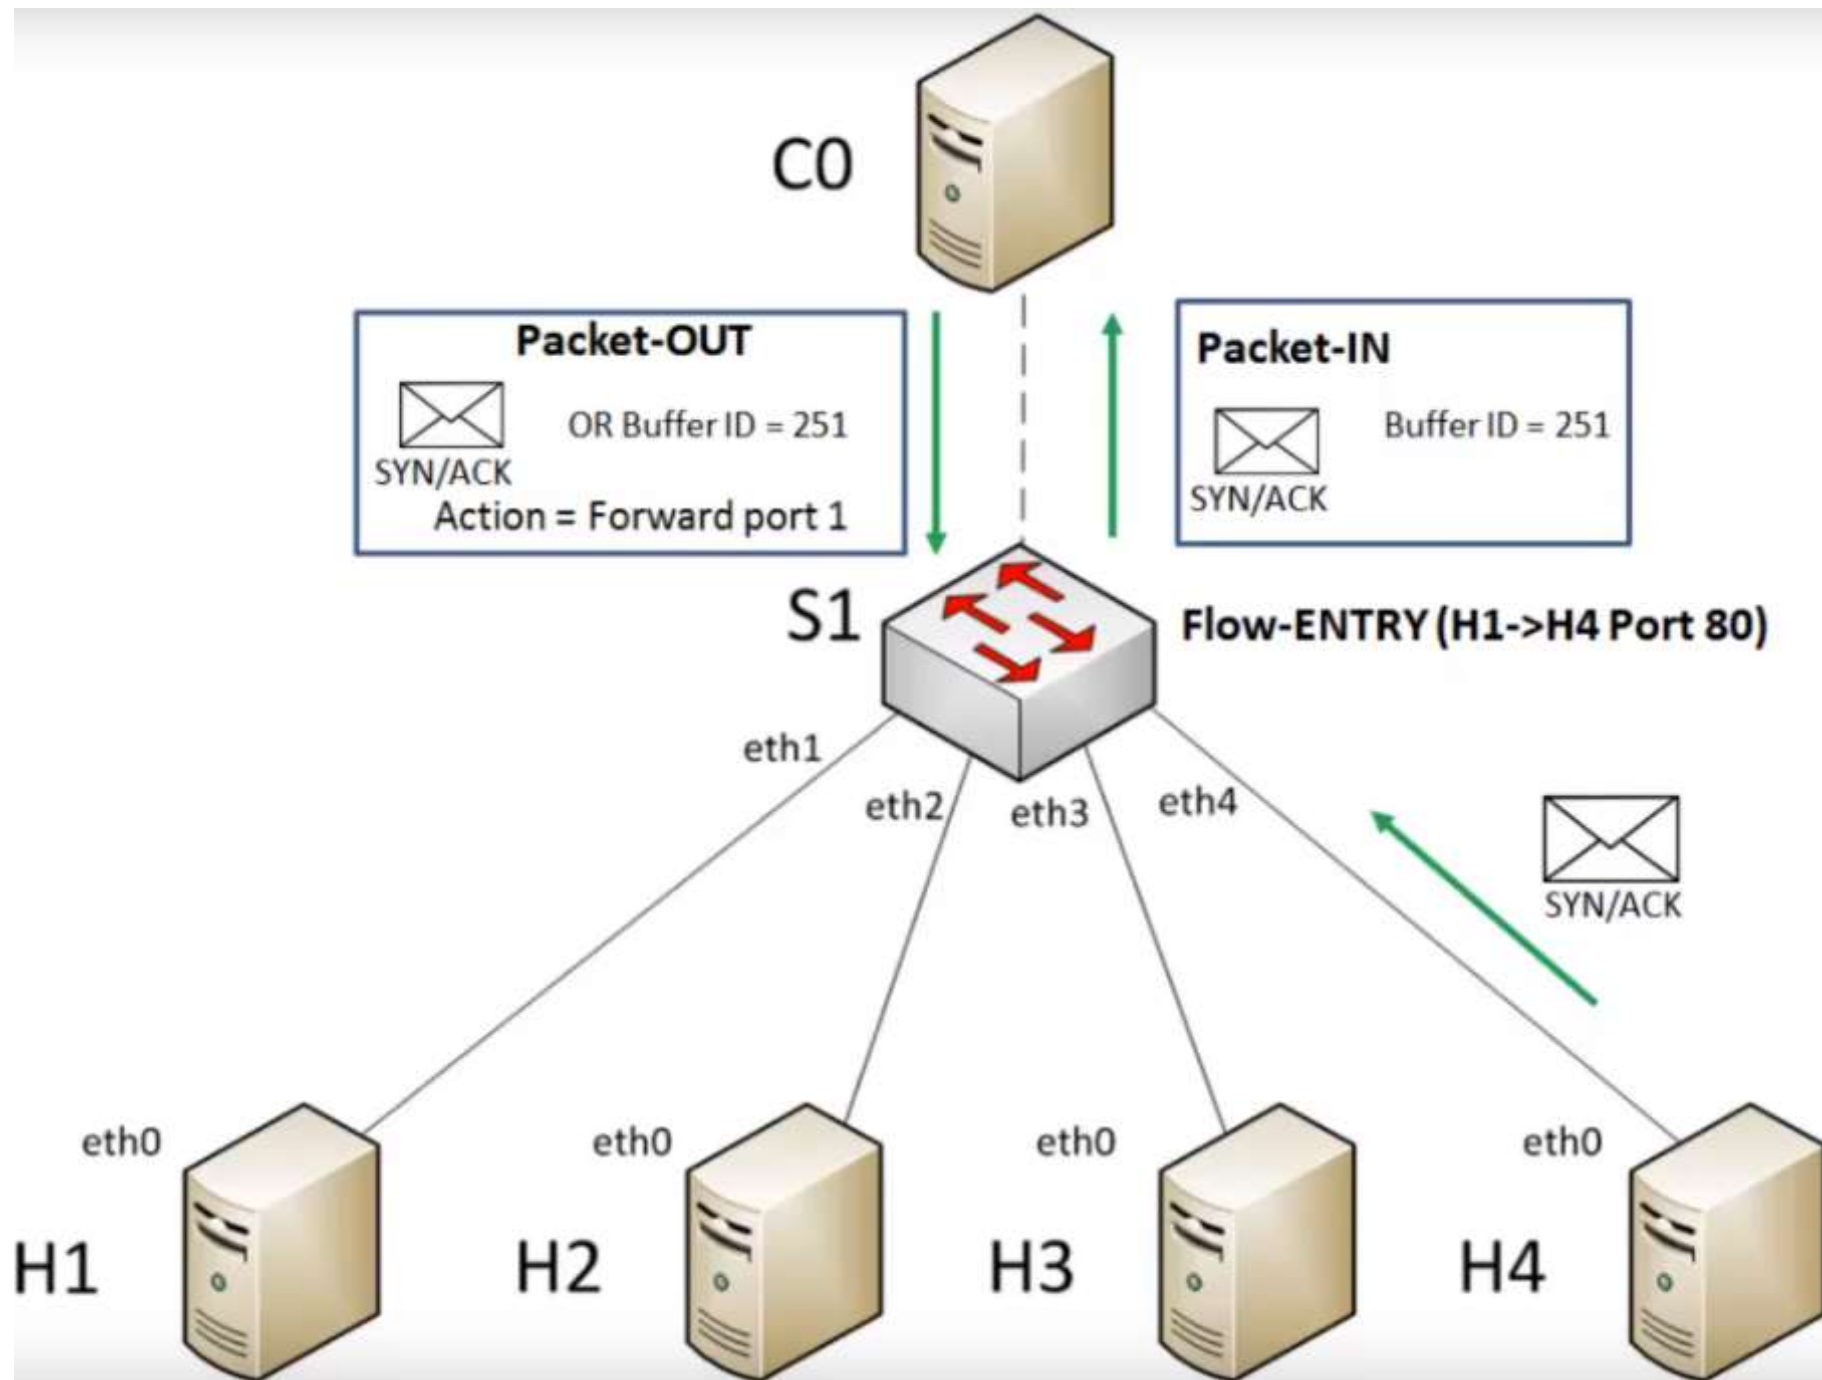 C0
Packet-OUT
OR Buffer ID = 251
SYN/ACK
Action = Forward port 1
Packet-IN
Buffer ID = 251
SYN/ACK
S1
Flow-ENTRY (H1->H4 Port 80)
eth1
eth2
eth3
eth4
SYN/ACK
eth0
eth0
eth0
eth0
H1
H2
H3
H4